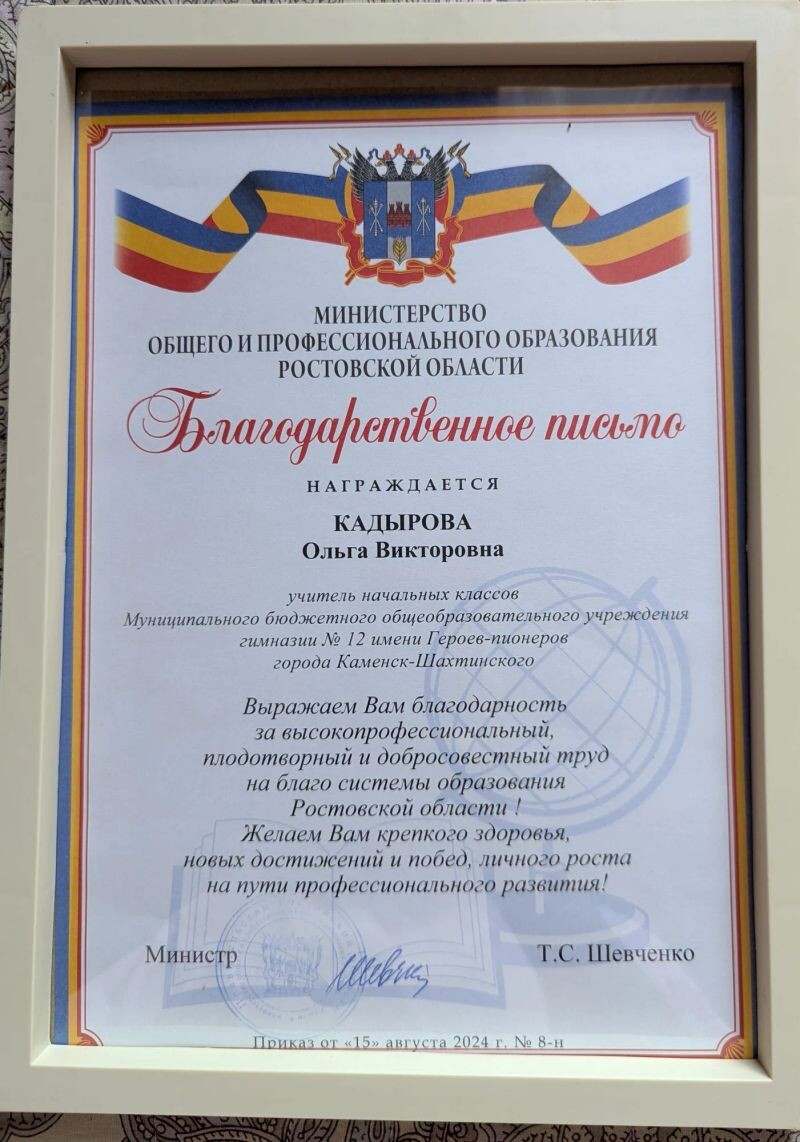 МИНИСТЕРСТВО
ОБЩЕГО И ПРОФЕССИОНАЛЬНОГО ОБРАЗОВАНИЯ
РОСТОВСКОЙ ОБЛАСТИ
Благодарственное письмо
НАГРАЖДАЕТСЯ
КАДЫРОВА
Ольга Викторовна
учитель начальных классов
Муниципального бюджетного общеобразовательного учреждения
гимназии № 12 имени Героев-пионеров
города Каменск-Шахтинского
Выражаем Вам благодарность
за высокопрофессиональный,
плодотворный и добросовестный труд
на благо системы образования
Ростовской области !
Желаем Вам крепкого здоровья,
новых достижений и побед, личного роста
на пути профессионального развития!
Министр Т.С. Шевченко
Приказ от «15» августа 2024 г. № 8-н